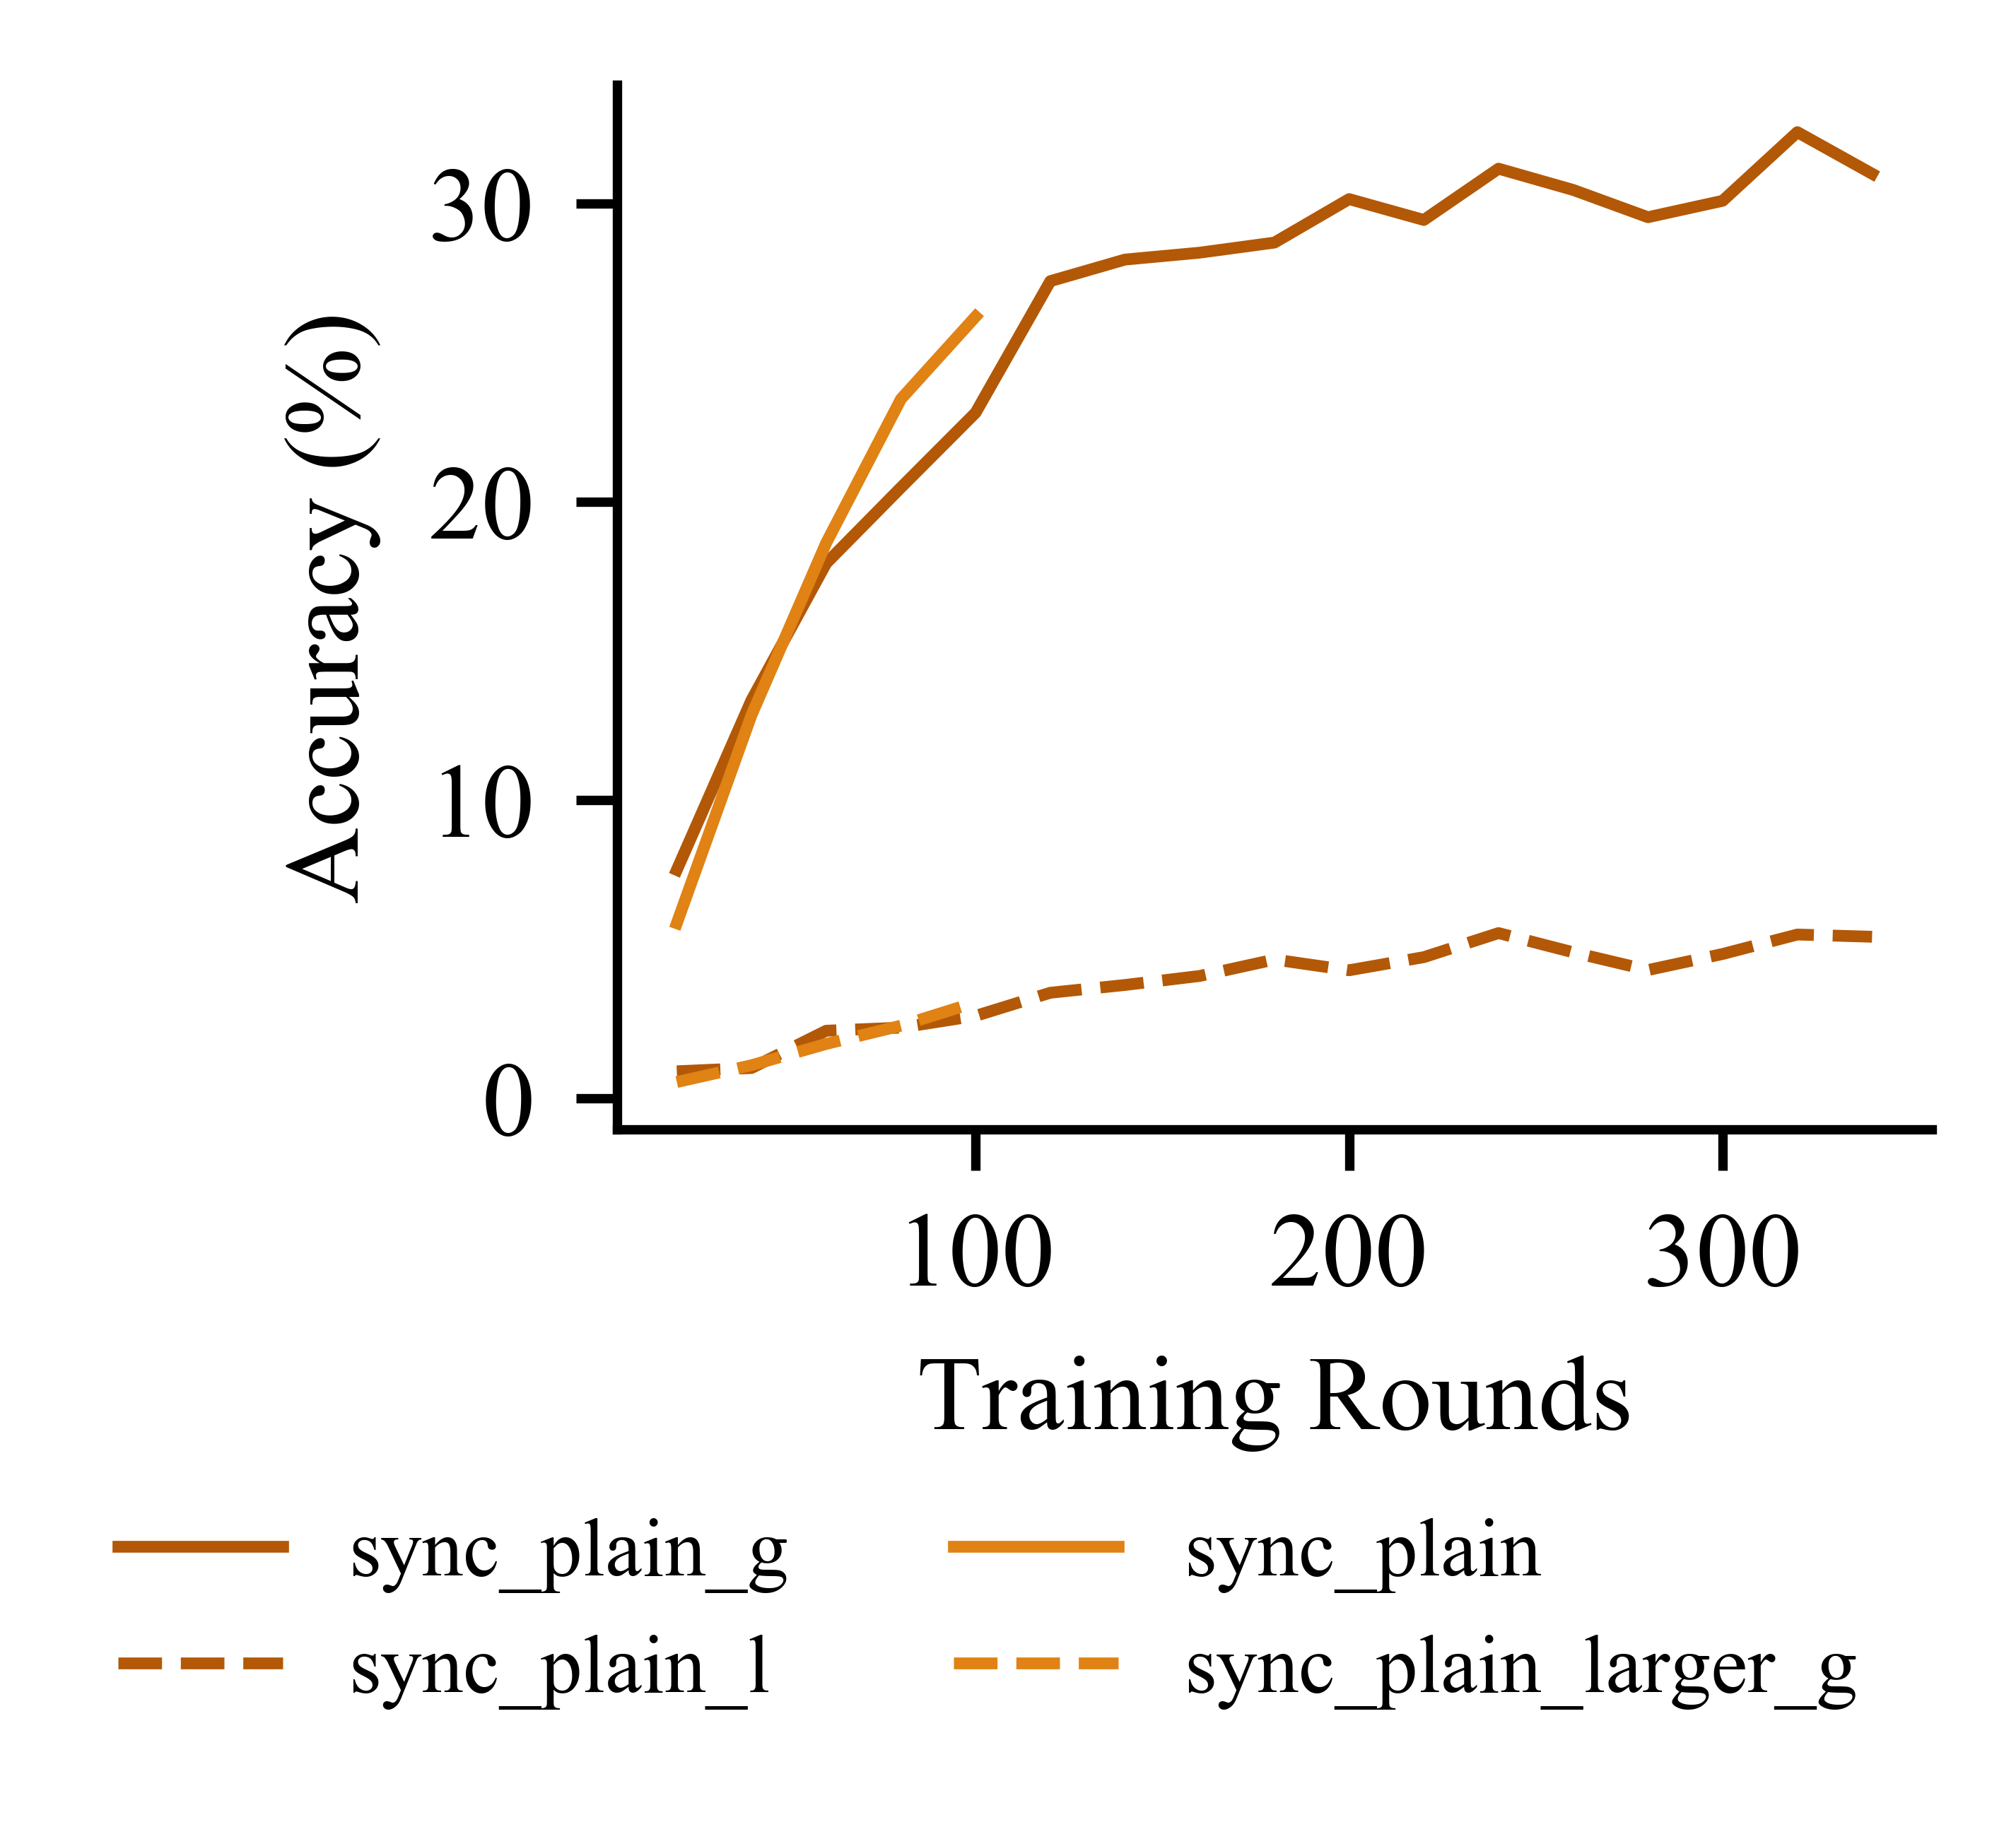 Accuracy (%)
30
20
10
0
100 200 300
Training Rounds
sync_plain_g sync_plain
sync_plain_l sync_plain_larger_g